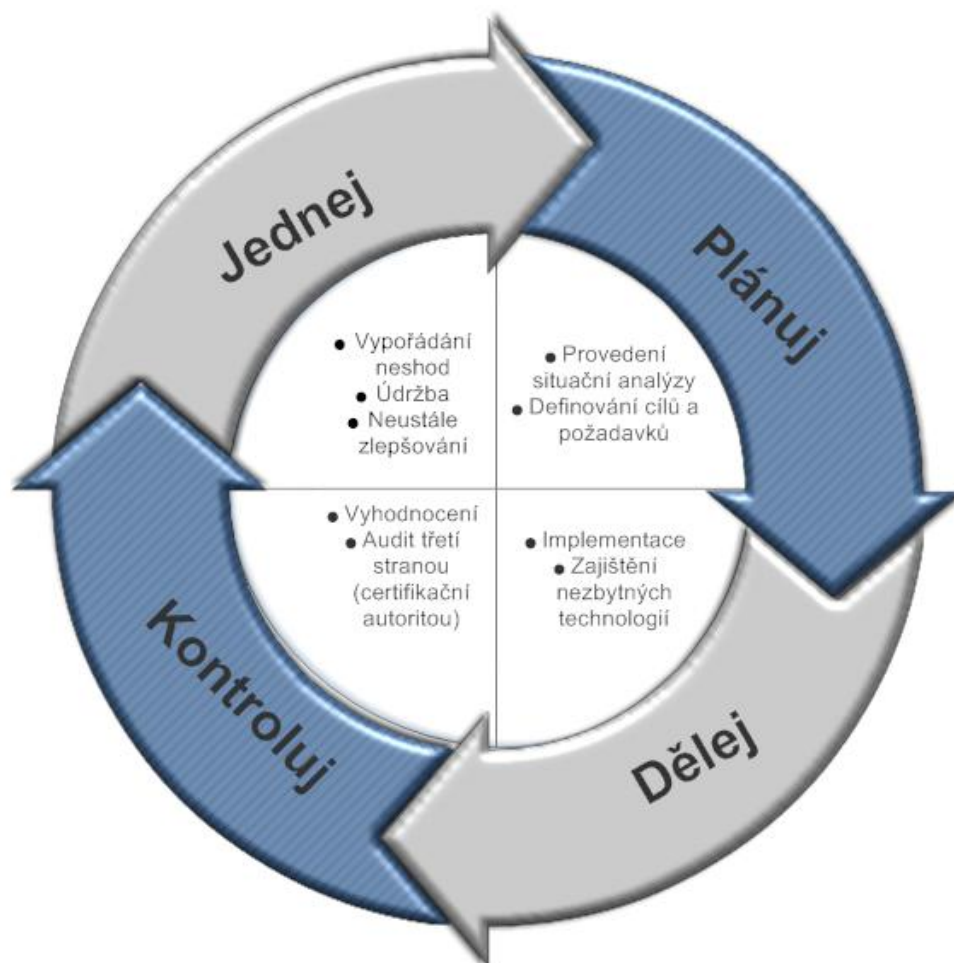 Jednej
Plánuj
● Vypořádání
neshod
● Údržba
● Neustále
zlepšování
● Provedení
situační analýzy
● Definování cílů a
požadavků
● Vyhodnocení
● Audit třetí
stranou
(certifikační
autoritou)
● Implementace
● Zajištění
nezbytných
technologií
Kontroluj
Dělej